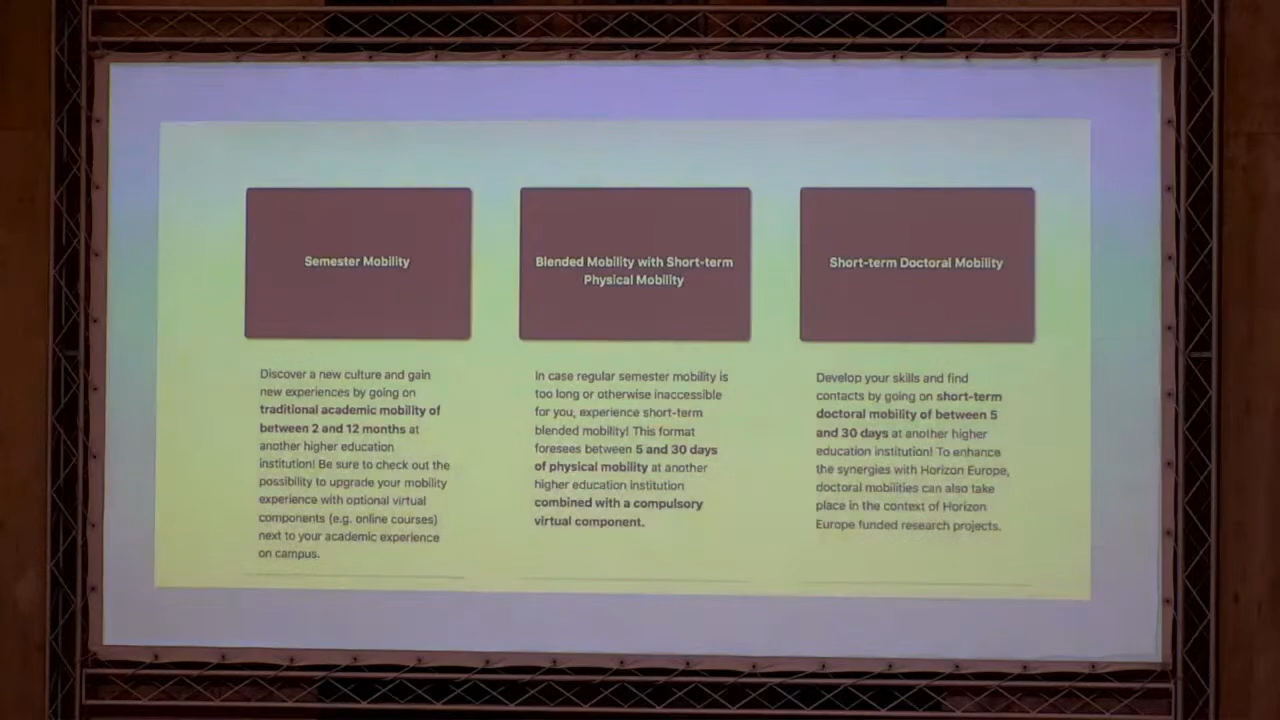 Semester Mobility
Discover a new culture and gain
new experiences by going on
traditional academic mobility of
between 2 and 12 months at
another higher education
institution! Be sure to check out the
possibility to upgrade your mobility
experience with optional virtual
components (e.g. online courses)
next to your academic experience
on campus.
Blended Mobility with Short-term
Physical Mobility
In case regular semester mobility is
too long or otherwise inaccessible
for you, experience short-term
blended mobility! This format
foresees between 5 and 30 days
of physical mobility at another
higher education institution
combined with a compulsory
virtual component.
Short-term Doctoral Mobility
Develop your skills and find
contacts by going on short-term
doctoral mobility of between 5
and 30 days at another higher
education institution! To enhance
the synergies with Horizon Europe,
doctoral mobilities can also take
place in the context of Horizon
Europe funded research projects.